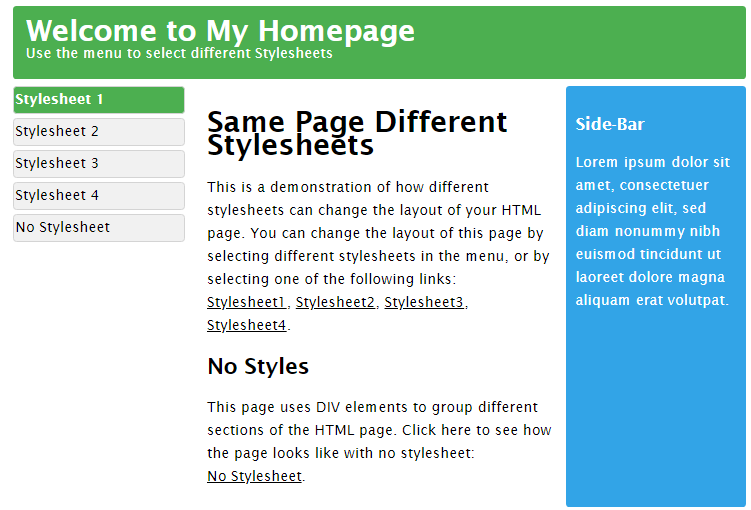 Welcome to My Homepage
Use the menu to select different Stylesheets
Stylesheet 1
Stylesheet 2
Stylesheet 3
Stylesheet 4
No Stylesheet
Same Page Different
Stylesheets
This is a demonstration of how different
stylesheets can change the layout of your HTML
page. You can change the layout of this page by
selecting different stylesheets in the menu, or by
selecting one of the following links:
Stylesheet1, Stylesheet2, Stylesheet3,
Stylesheet4.
No Styles
This page uses DIV elements to group different
sections of the HTML page. Click here to see how
the page looks like with no stylesheet:
No Stylesheet.
Side-Bar
Lorem ipsum dolor sit
amet, consectetuer
adipiscing elit, sed
diam nonummy nibh
euismod tincidunt ut
laoreet dolore magna
aliquam erat volutpat.